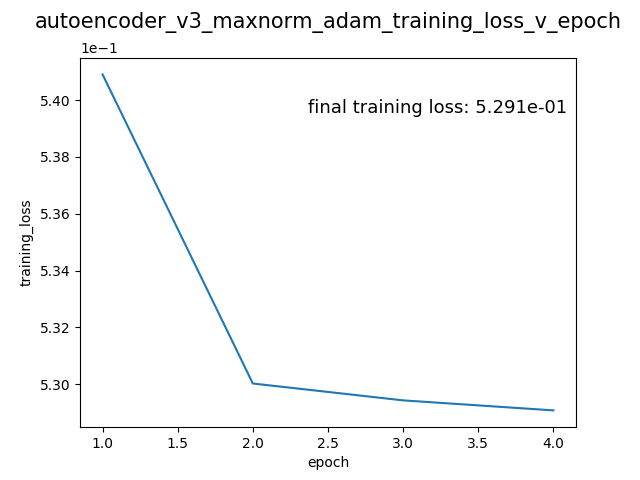 autoencoder_v3_maxnorm_adam_training_loss_v_epoch
1e−1
final training loss: 5.291e-01
5.40
5.38
5.36
5.34
5.32
5.30
training_loss
1.0 1.5 2.0 2.5 3.0 3.5 4.0
epoch